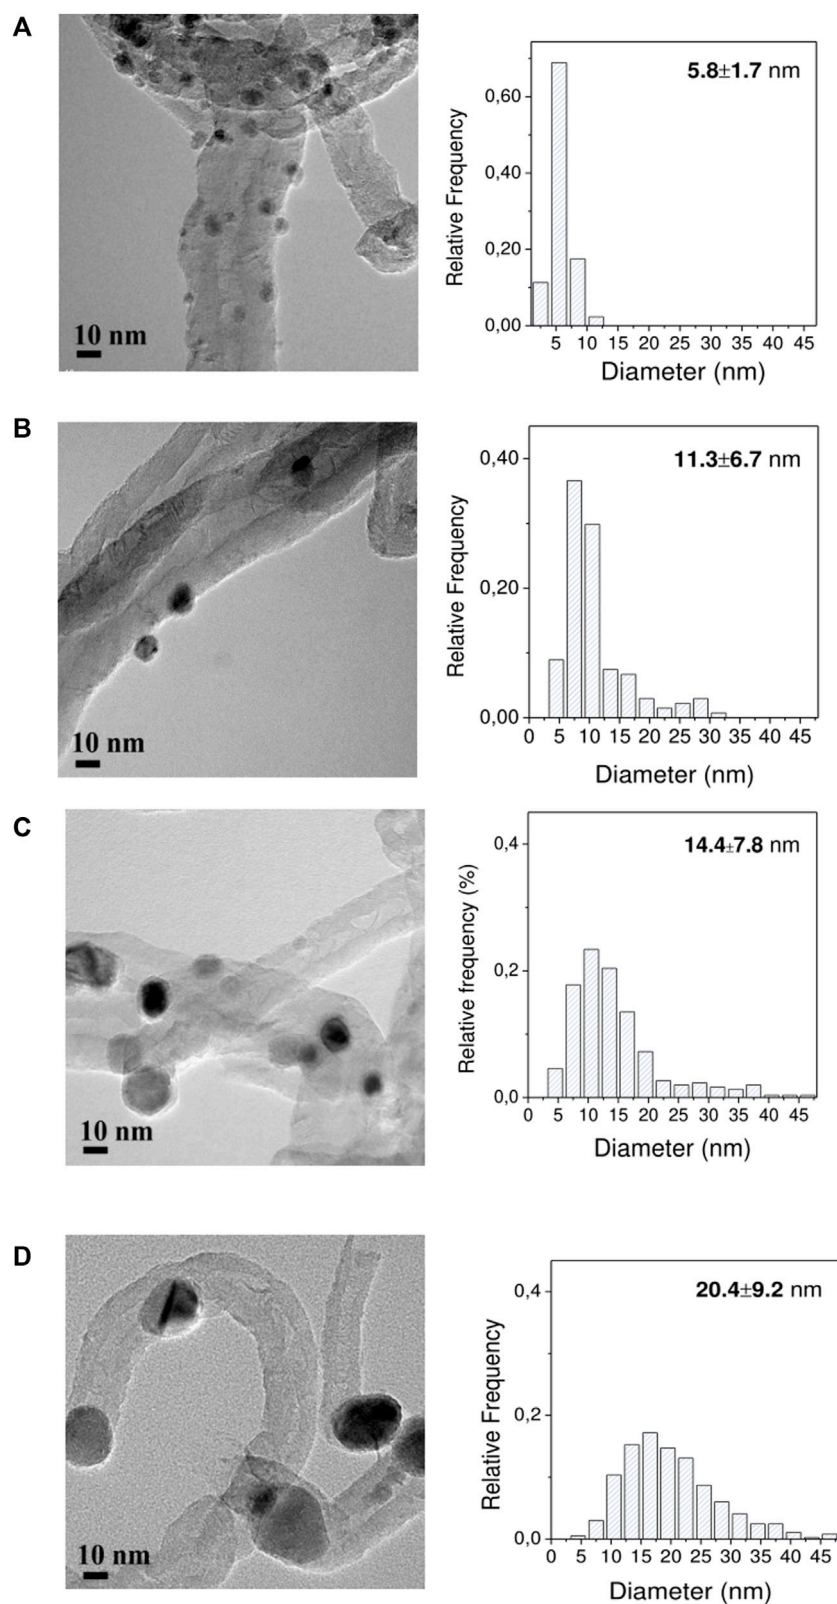 A
5.8±1.7 nm
0,60
0,40
0,20
0,00
Relative Frequency
5 10 15 20 25 30 35 40 45
Diameter (nm)
10 nm
B
11.3±6.7 nm
0,40
0,20
0,00
Relative Frequency
0 5 10 15 20 25 30 35 40 45
Diameter (nm)
10 nm
C
14.4±7.8 nm
0,4
0,2
0,0
Relative frequency (%)
0 5 10 15 20 25 30 35 40 45
Diameter (nm)
10 nm
D
20.4±9.2 nm
0,4
0,2
0,0
Relative Frequency
0 5 10 15 20 25 30 35 40 45
Diameter (nm)
10 nm